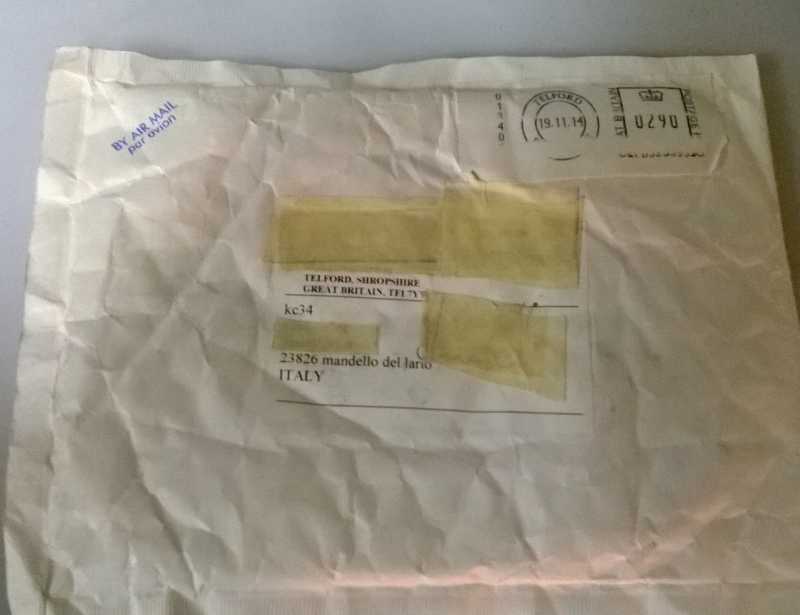 BY AIR MAIL
par avion
TELFORD
19.11.14
0290
TELFORD, SHROPSHIRE
GREAT BRITAIN,
kc34
23826 mandello del lario
ITALY